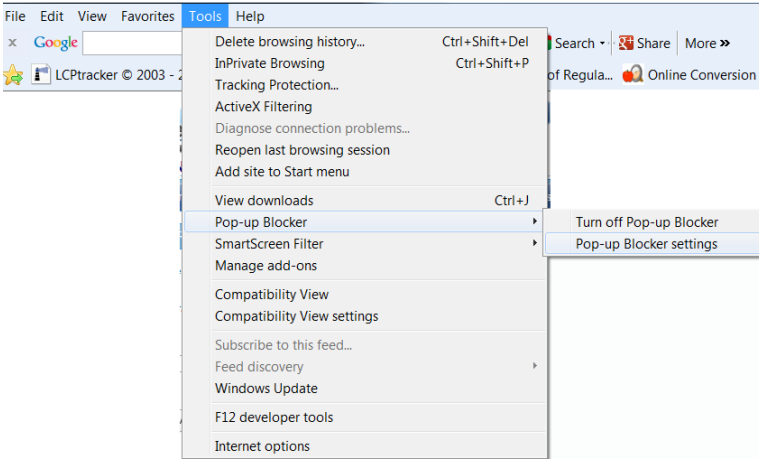 File Edit View Favorites Tools Help
x Google Search Share More »
LCPtracker © 2003 - of Regula... Online Conversion
Delete browsing history... Ctrl+Shift+Del
InPrivate Browsing Ctrl+Shift+P
Tracking Protection...
ActiveX Filtering
Diagnose connection problems...
Reopen last browsing session
Add site to Start menu
View downloads Ctrl+J
Pop-up Blocker
Turn off Pop-up Blocker
SmartScreen Filter
Pop-up Blocker settings
Manage add-ons
Compatibility View
Compatibility View settings
Subscribe to this feed...
Feed discovery
Windows Update
F12 developer tools
Internet options